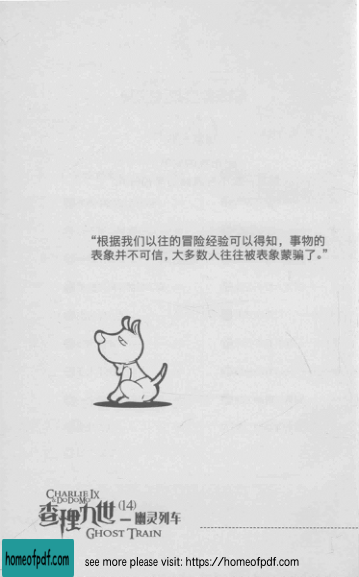 “根据我们以往的冒险经验可以得知，事物的
表象并不可信，大多数人往往被表象蒙骗了。”
CHARLIE IX
& DODOMO
查理九世(14)—幽灵列车
GHOST TRAIN
homeofpdf.com
see more please visit: https://homeofpdf.com